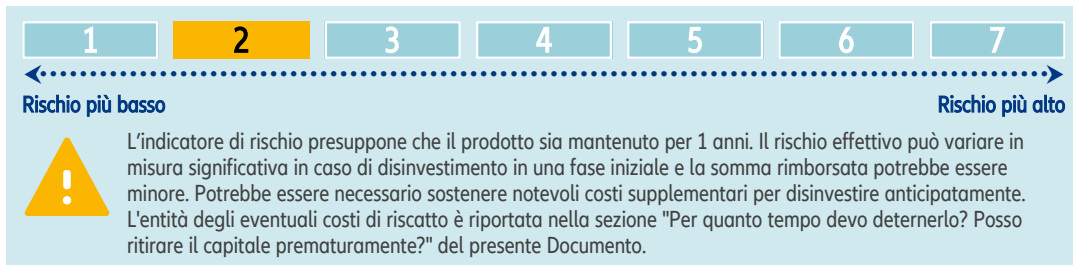 1 2 3 4 5 6 7
Rischio più basso Rischio più alto
L'indicatore di rischio presuppone che il prodotto sia mantenuto per 1 anni. Il rischio effettivo può variare in
misura significativa in caso di disinvestimento in una fase iniziale e la somma rimborsata potrebbe essere
minore. Potrebbe essere necessario sostenere notevoli costi supplementari per disinvestire anticipatamente.
L'entità degli eventuali costi di riscatto è riportata nella sezione "Per quanto tempo devo deternerlo? Posso
ritirare il capitale prematuramente?" del presente Documento.